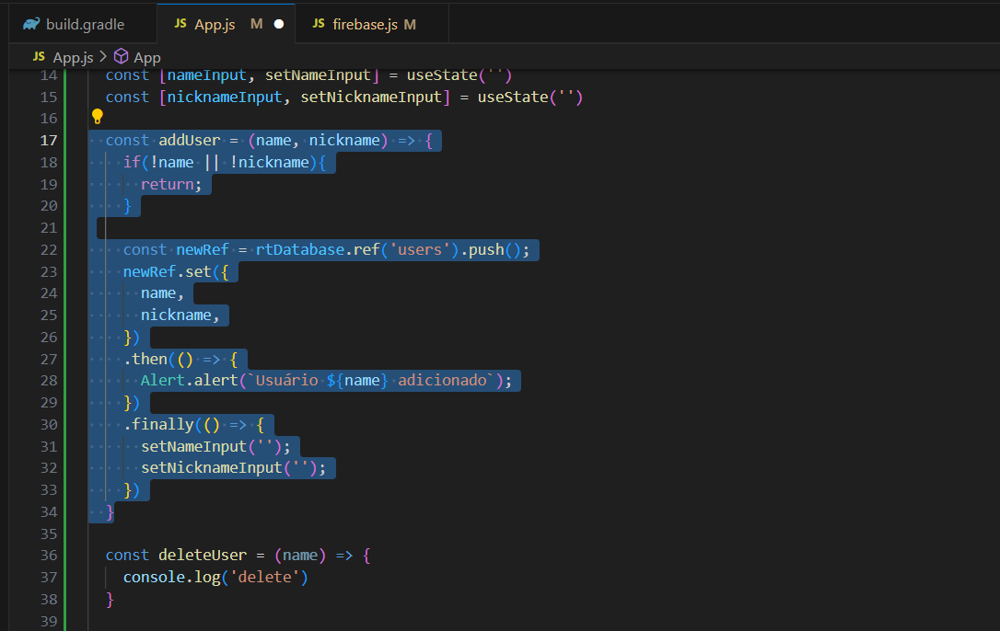 build.gradle
JS App.js M
JS firebase.js M
JS App.js > App
14 const [nameInput, setNameInput] = useState('')
15 const [nicknameInput, setNicknameInput] = useState('')
16
17 const addUser = (name, nickname) => {
18 if(!name || !nickname){
19 return;
20 }
21
22 const newRef = rtDatabase.ref('users').push();
23 newRef.set({
24 name,
25 nickname,
26 })
27 .then(() => {
28 Alert.alert(`Usuário ${name} adicionado`);
29 })
30 .finally(() => {
31 setNameInput('');
32 setNicknameInput('');
33 })
34 }
35
36 const deleteUser = (name) => {
37 console.log('delete')
38 }
39